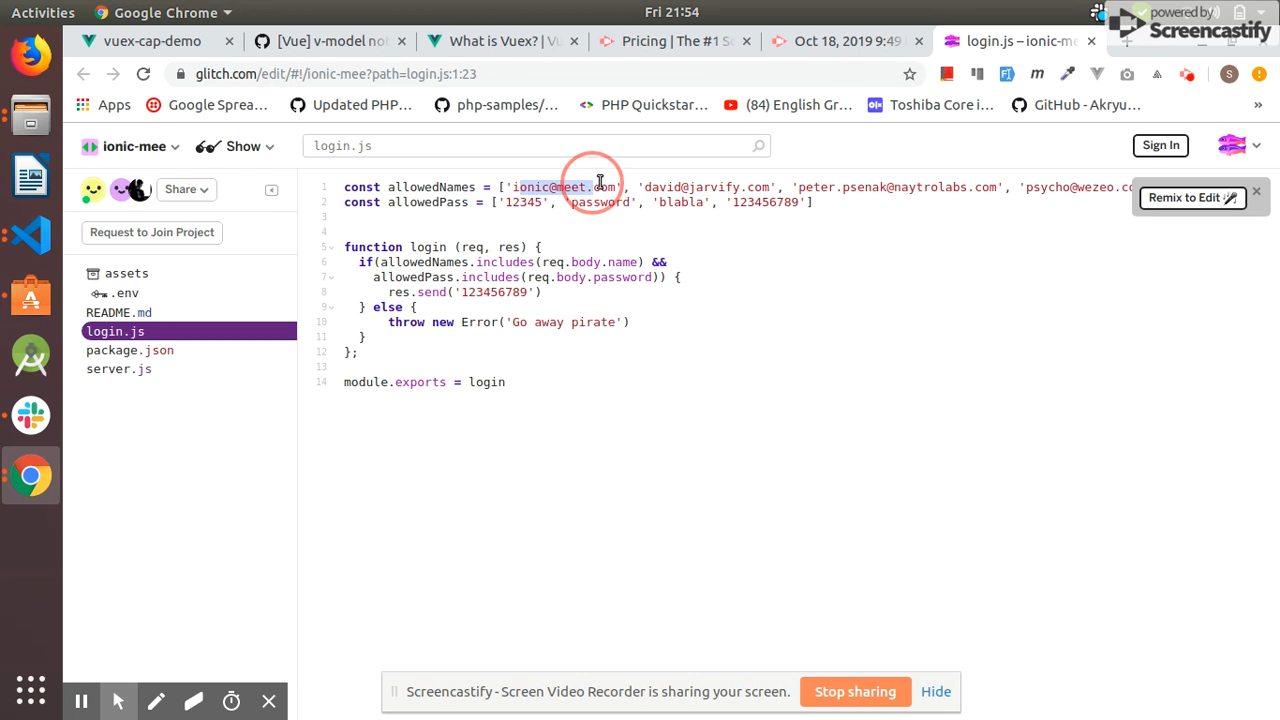 Activities
Google Chrome
Fri 21:54
powered by
Screencastify
vuex-cap-demo
[Vue] v-model not
What is Vuex? | Vu
Pricing | The #1 S
Oct 18, 2019 9:49
login.js – ionic-me
glitch.com/edit/#!/ionic-mee?path=login.js:1:23
S
Apps
Google Sprea...
Updated PHP...
php-samples/...
PHP Quickstar...
(84) English Gr...
Toshiba Core i...
GitHub - Akryu...
»
ionic-mee
Show
login.js
Sign In
Share
Request to Join Project
assets
.env
README.md
login.js
package.json
server.js
Remix to Edit
1 const allowedNames = ['ionic@meet.com', 'david@jarvify.com', 'peter.psenak@naytrolabs.com', 'psycho@wezeo.co
2 const allowedPass = ['12345', 'password', 'blabla', '123456789']
3
4
5 function login (req, res) {
6 if(allowedNames.includes(req.body.name) &&
7 allowedPass.includes(req.body.password)) {
8 res.send('123456789')
9 } else {
10 throw new Error('Go away pirate')
11 }
12 };
13
14 module.exports = login
Screencastify - Screen Video Recorder is sharing your screen.
Stop sharing
Hide